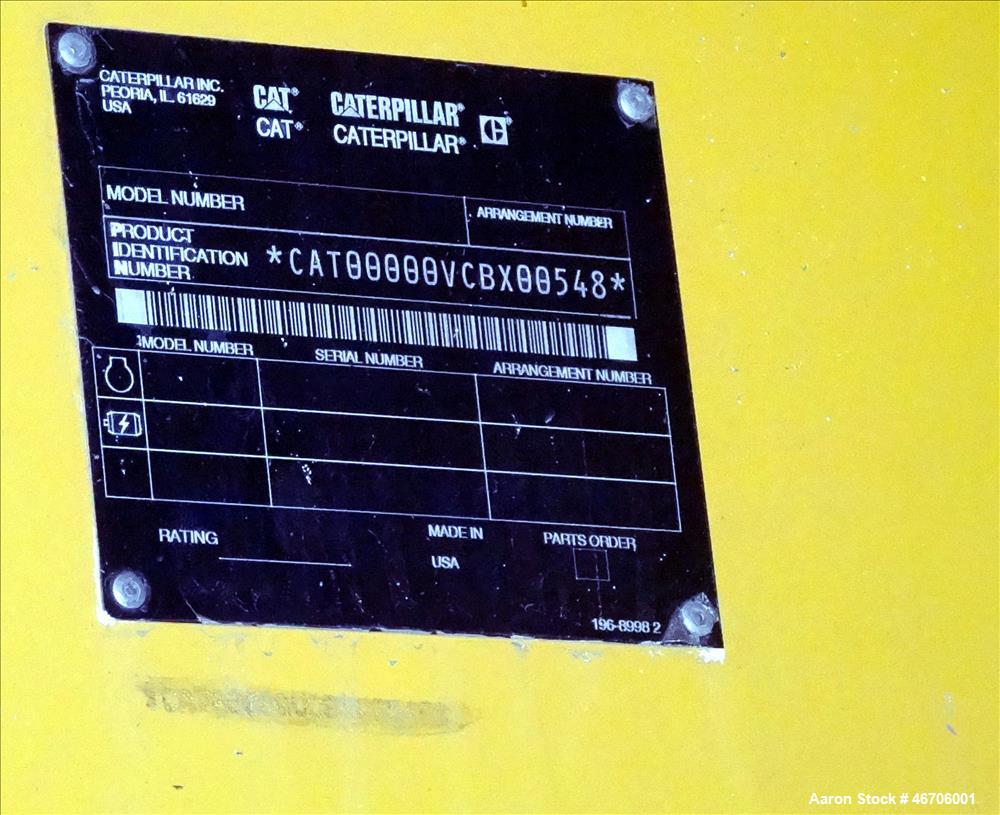 CATERPILLAR INC.
PEORIA, IL. 61629
USA
CAT® CATERPILLAR®
CAT® CATERPILLAR®
MODEL NUMBER
ARRANGEMENT NUMBER
PRODUCT
IDENTIFICATION
NUMBER
*CAT00000VCBX00548*
MODEL NUMBER SERIAL NUMBER ARRANGEMENT NUMBER
RATING
MADE IN
USA
PARTS ORDER
196-8998 2
Aaron Stock # 46706001